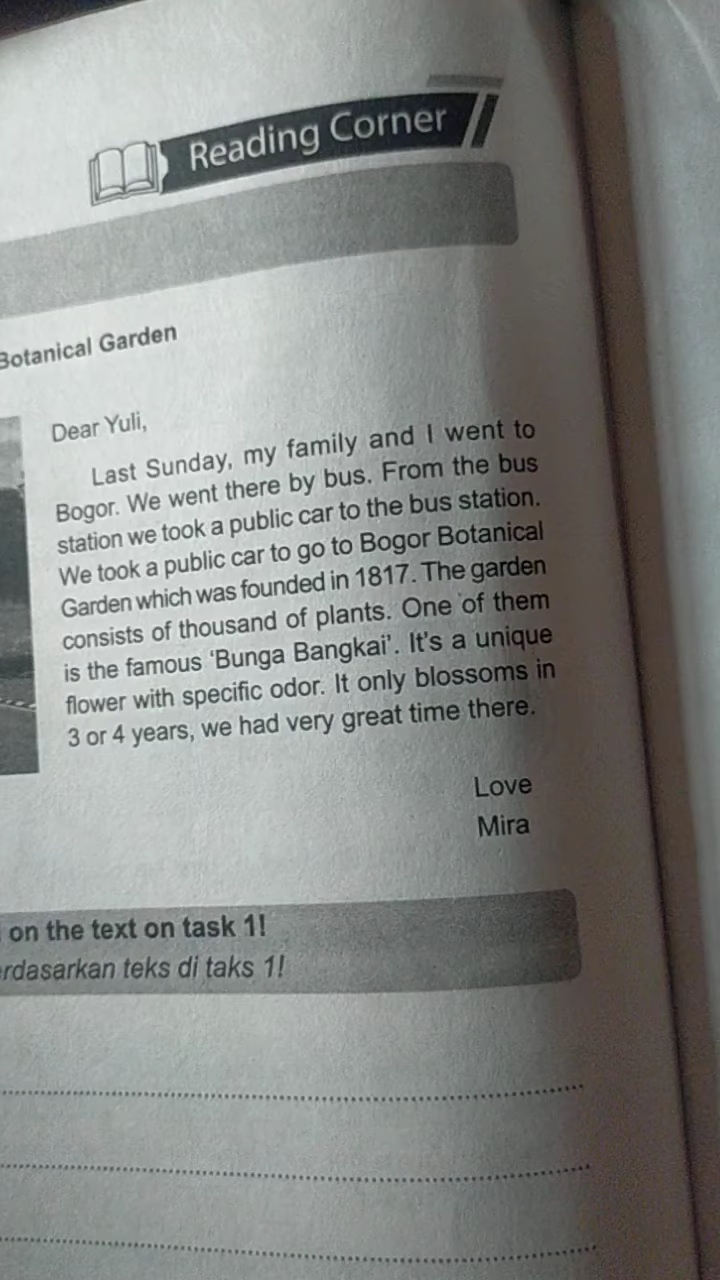 Reading Corner
Botanical Garden
Dear Yuli,
Last Sunday, my family and I went to
Bogor. We went there by bus. From the bus
station we took a public car to the bus station.
We took a public car to go to Bogor Botanical
Garden which was founded in 1817. The garden
consists of thousand of plants. One of them
is the famous ‘Bunga Bangkai’. It's a unique
flower with specific odor. It only blossoms in
3 or 4 years, we had very great time there.
Love
Mira
on the text on task 1!
teks di taks 1!